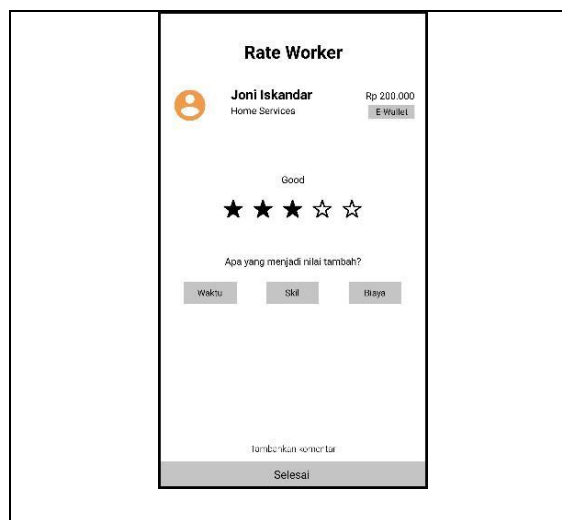 Rate Worker
Joni Iskandar
Rp 200.000
Home Services
E-Wallet
Good
Apa yang menjadi nilai tambah?
Waktu
Skil
Biaya
Tambahkan komentar
Selesai